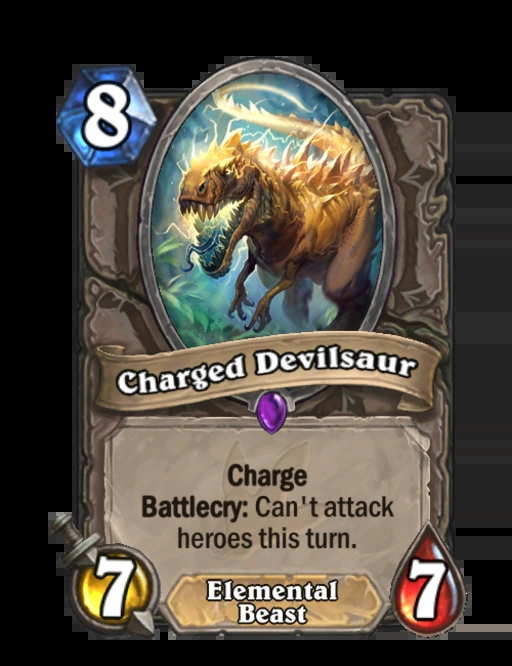 8
Charged Devilsaur
Charge
Battlecry: Can't attack
heroes this turn.
7
Elemental
Beast
7